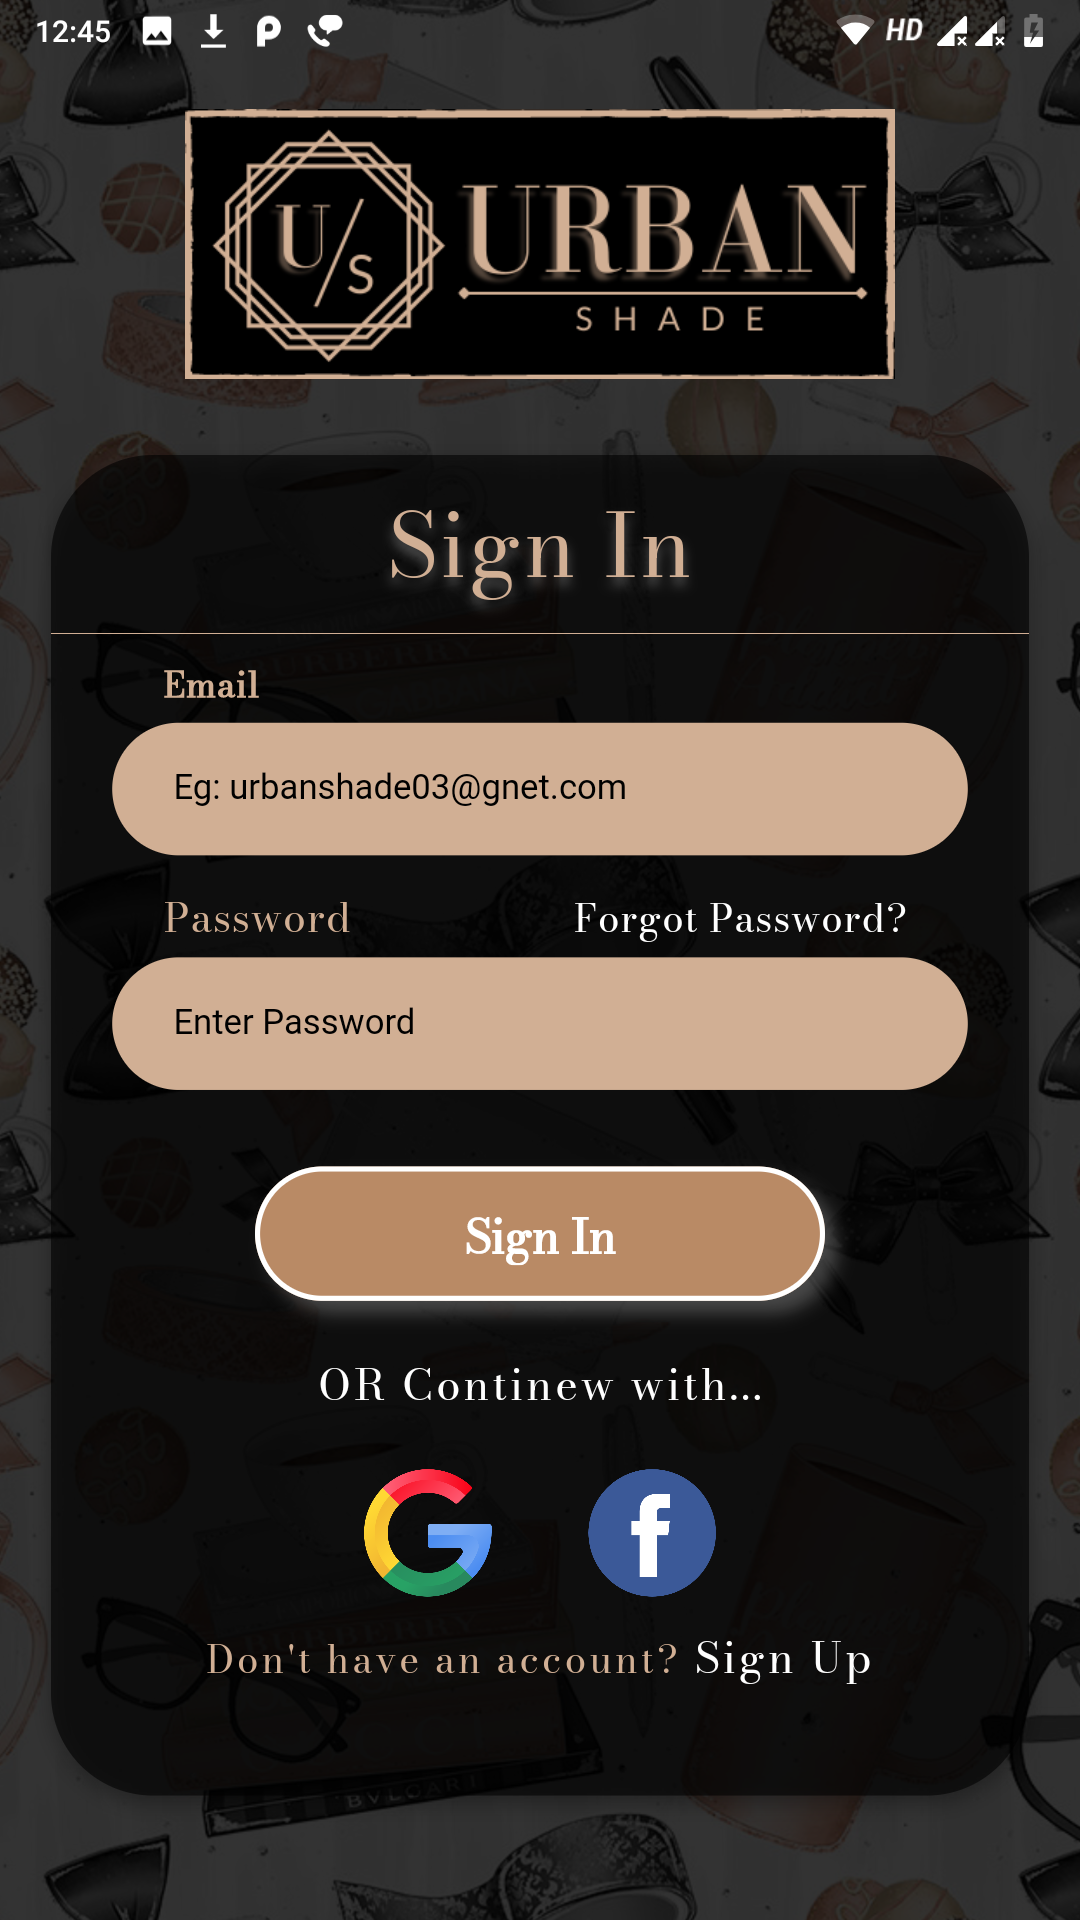 12:45 HD
U/S URBAN
SHADE
Sign In
Email
Eg: urbanshade03@gnet.com
Password Forgot Password?
Enter Password
Sign In
OR Continew with...
Don't have an account? Sign Up
BVLGARI